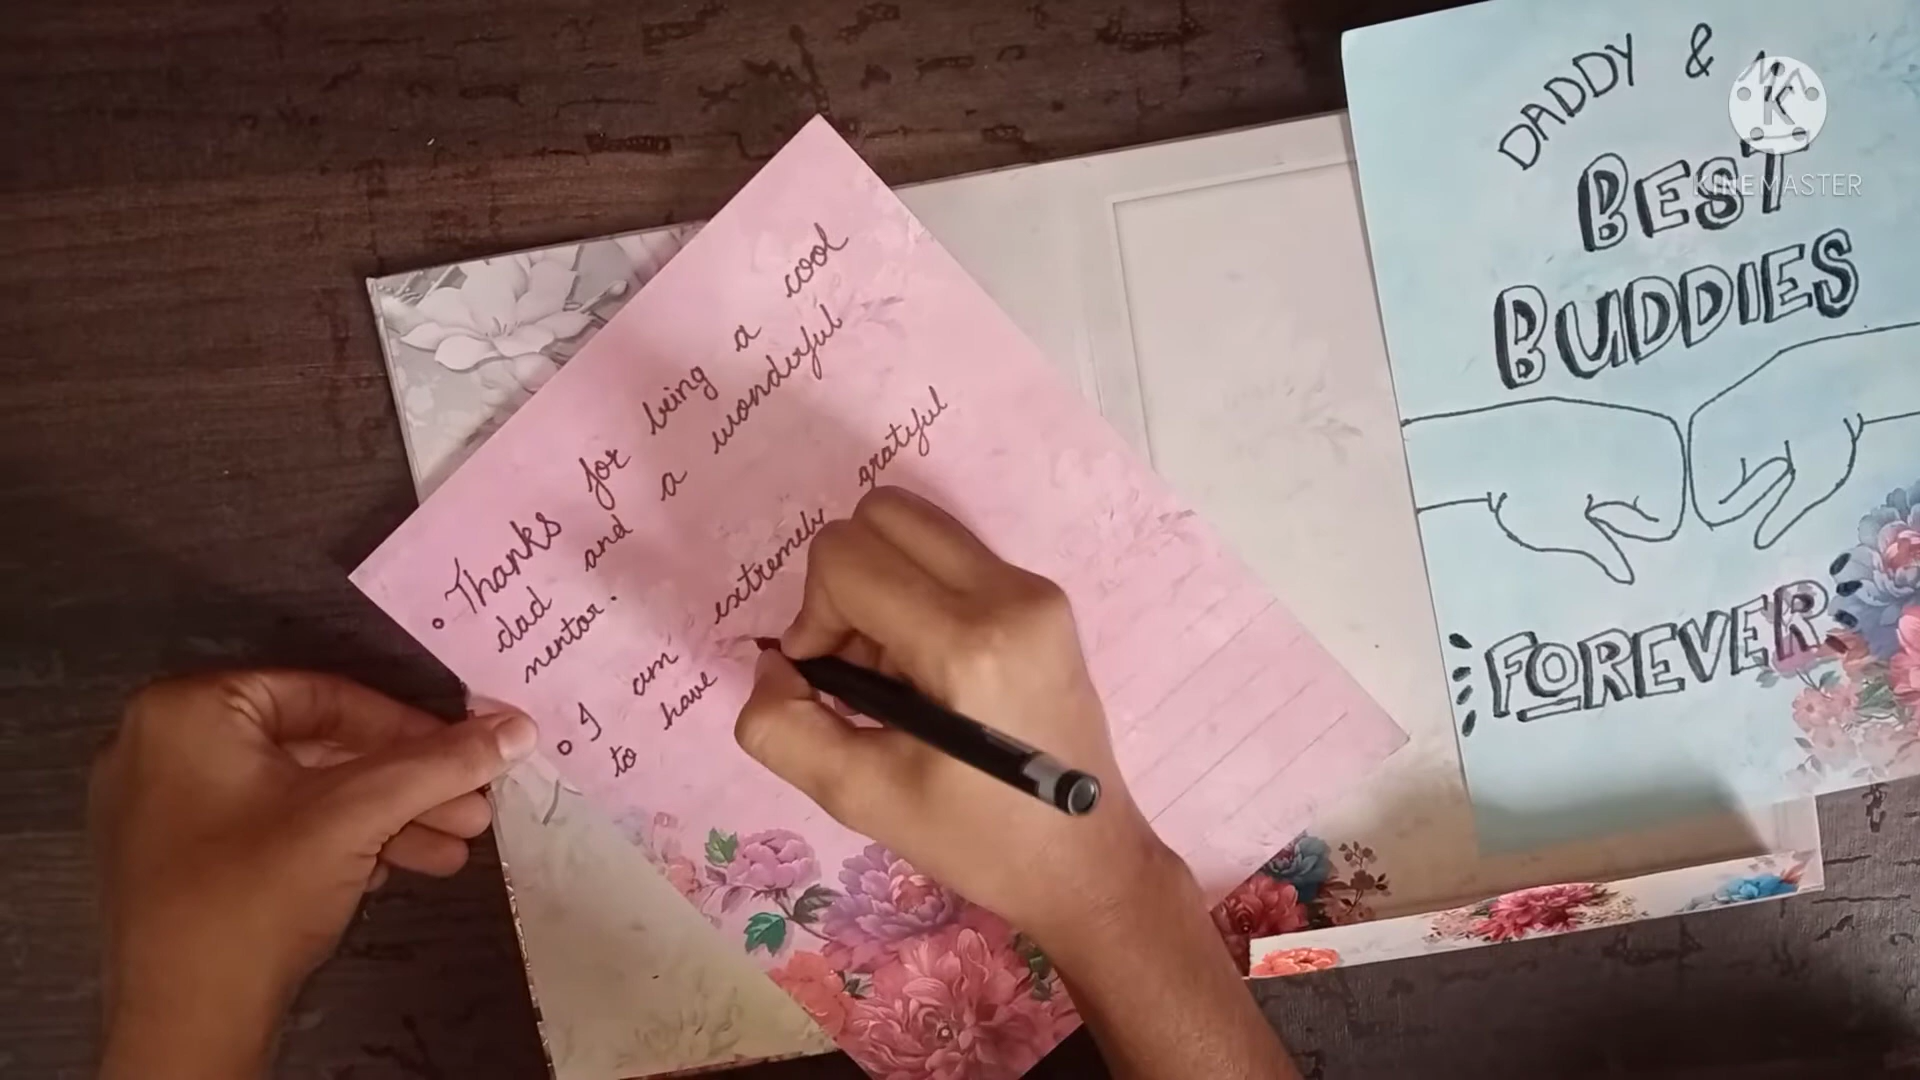 Thanks for being a cool
dad and a wonderful
mentor.
I am extremely grateful
to have
DADDY &
BEST
BUDDIES
FOREVER
K
KINEMASTER